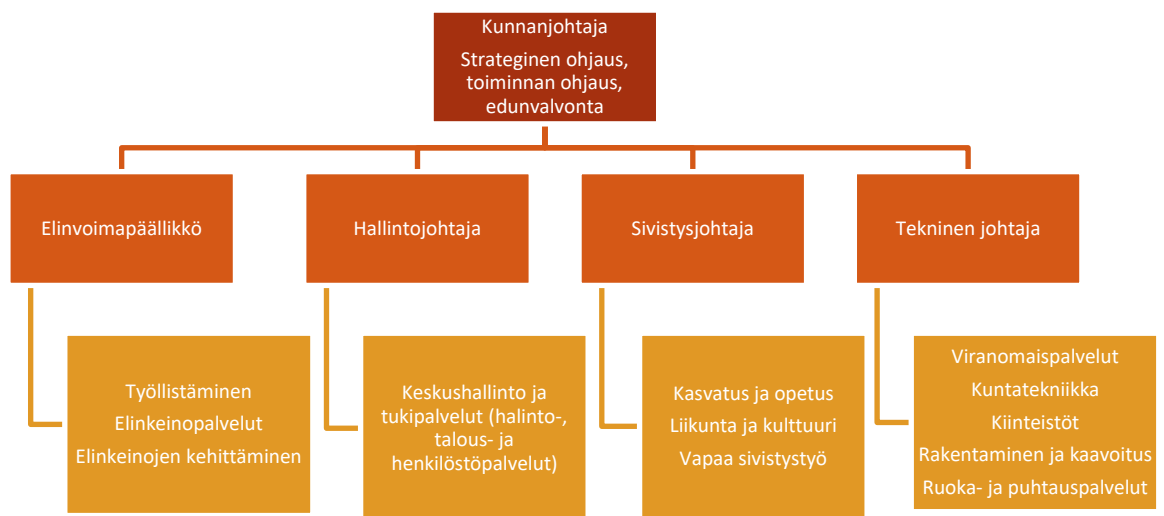 Kunnanjohtaja
Strateginen ohjaus,
toiminnan ohjaus,
edunvalvonta
Elinvoimapäällikkö
Hallintojohtaja
Sivistysjohtaja
Tekninen johtaja
Työllistäminen
Elinkeinopalvelut
Elinkeinojen kehittäminen
Keskushallinto ja
tukipalvelut (halinto-,
talous- ja
henkilöstöpalvelut)
Kasvatus ja opetus
Liikunta ja kulttuuri
Vapaa sivistystyö
Viranomaispalvelut
Kuntatekniikka
Kiinteistöt
Rakentaminen ja kaavoitus
Ruoka- ja puhtauspalvelut